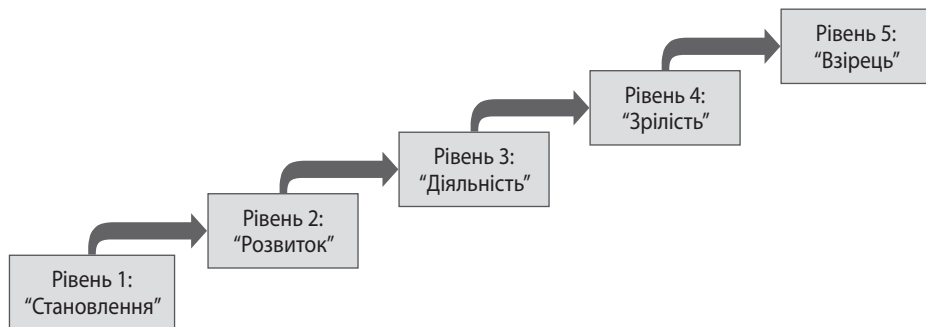 Рівень 1:
“Становлення”
Рівень 2:
“Розвиток”
Рівень 3:
“Діяльність”
Рівень 4:
“Зрілість”
Рівень 5:
“Взірець”